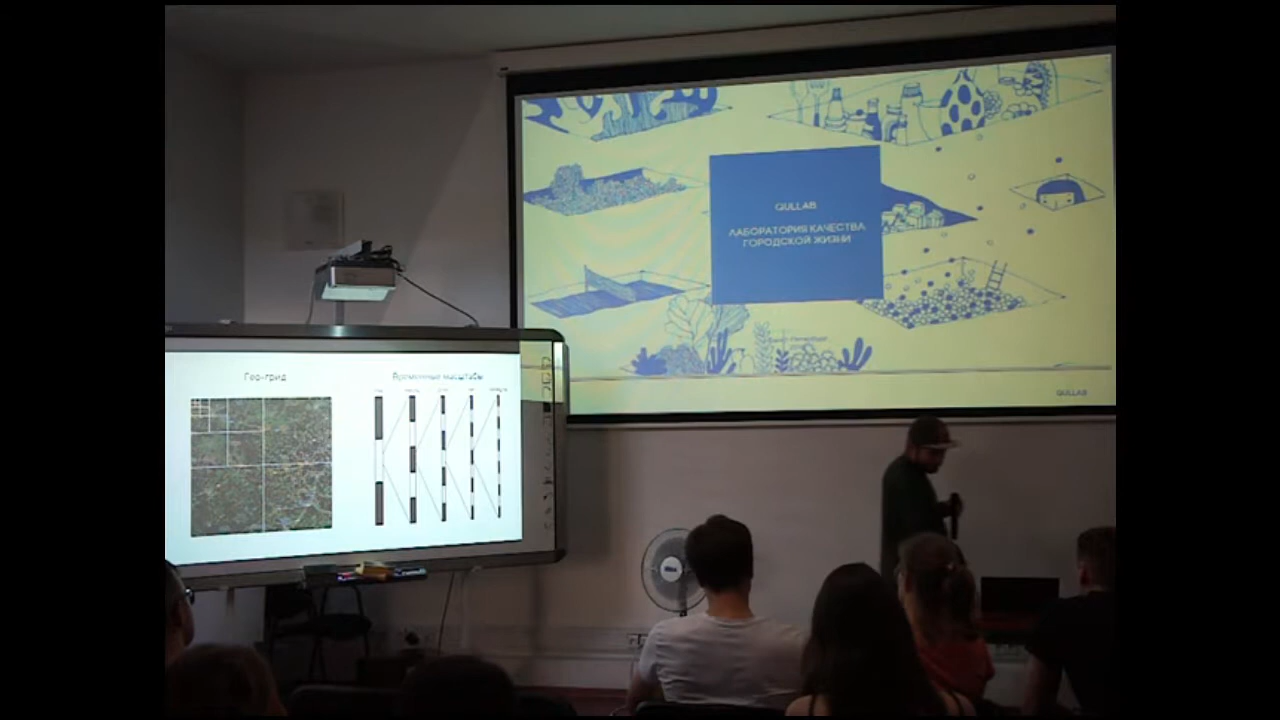 QULLAB
ЛАБОРАТОРИЯ КАЧЕСТВА
ГОРОДСКОЙ ЖИЗНИ
QULLAB
Гео-грид
Временные масштабы